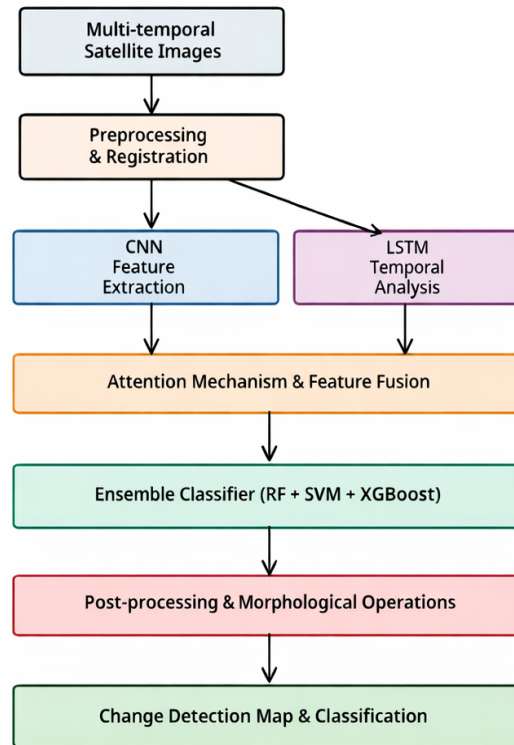 Multi-temporal
Satellite Images
Preprocessing
& Registration
CNN
Feature
Extraction
LSTM
Temporal
Analysis
Attention Mechanism & Feature Fusion
Ensemble Classifier (RF + SVM + XGBoost)
Post-processing & Morphological Operations
Change Detection Map & Classification